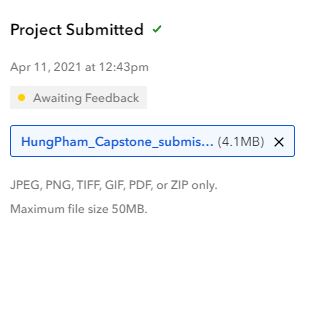 Project Submitted
Apr 11, 2021 at 12:43pm
Awaiting Feedback
HungPham_Capstone_submis... (4.1MB)
JPEG, PNG, TIFF, GIF, PDF, or ZIP only.
Maximum file size 50MB.